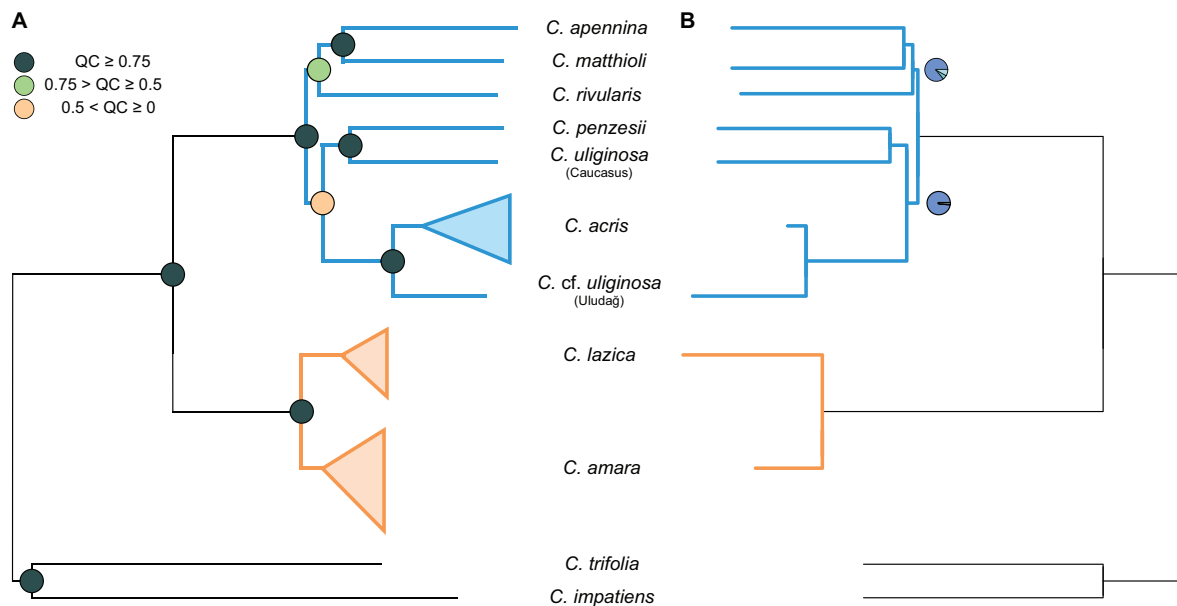 A
B
QC ≥ 0.75
0.75 > QC ≥ 0.5
0.5 < QC ≥ 0
C. apennina
C. matthioli
C. rivularis
C. penzesii
C. uliginosa
(Caucasus)
C. acris
C. cf. uliginosa
(Uludağ)
C. lazica
C. amara
C. trifolia
C. impatiens